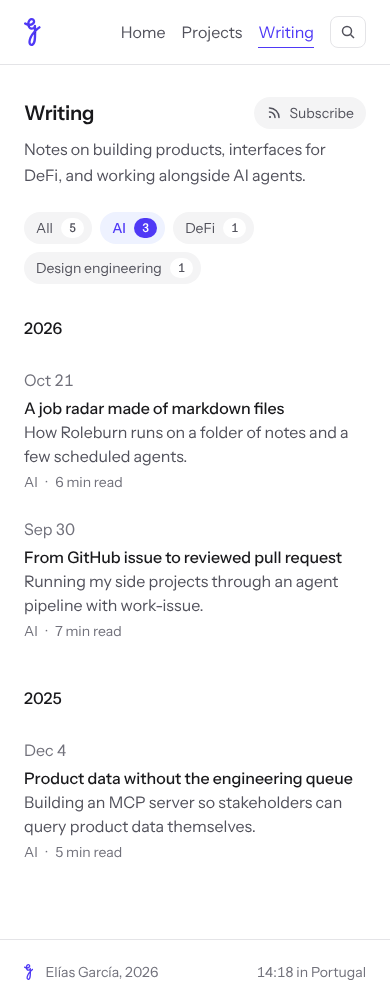 Home Projects Writing
Writing
Subscribe
Notes on building products, interfaces for
DeFi, and working alongside AI agents.
All 5 AI 3 DeFi 1
Design engineering 1
2026
Oct 21
A job radar made of markdown files
How Roleburn runs on a folder of notes and a
few scheduled agents.
AI · 6 min read
Sep 30
From GitHub issue to reviewed pull request
Running my side projects through an agent
pipeline with work-issue.
AI · 7 min read
2025
Dec 4
Product data without the engineering queue
Building an MCP server so stakeholders can
query product data themselves.
AI · 5 min read
Elías García, 2026
14:18 in Portugal